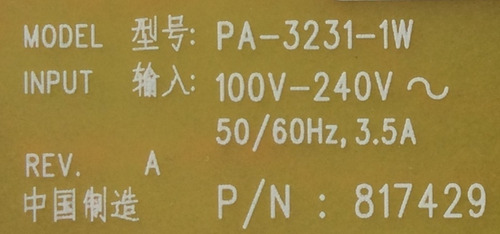 MODEL 型号: PA-3231-1W
INPUT 输入: 100V-240V ~
50/60Hz, 3.5A
REV. A
中国制造 P/N : 817429